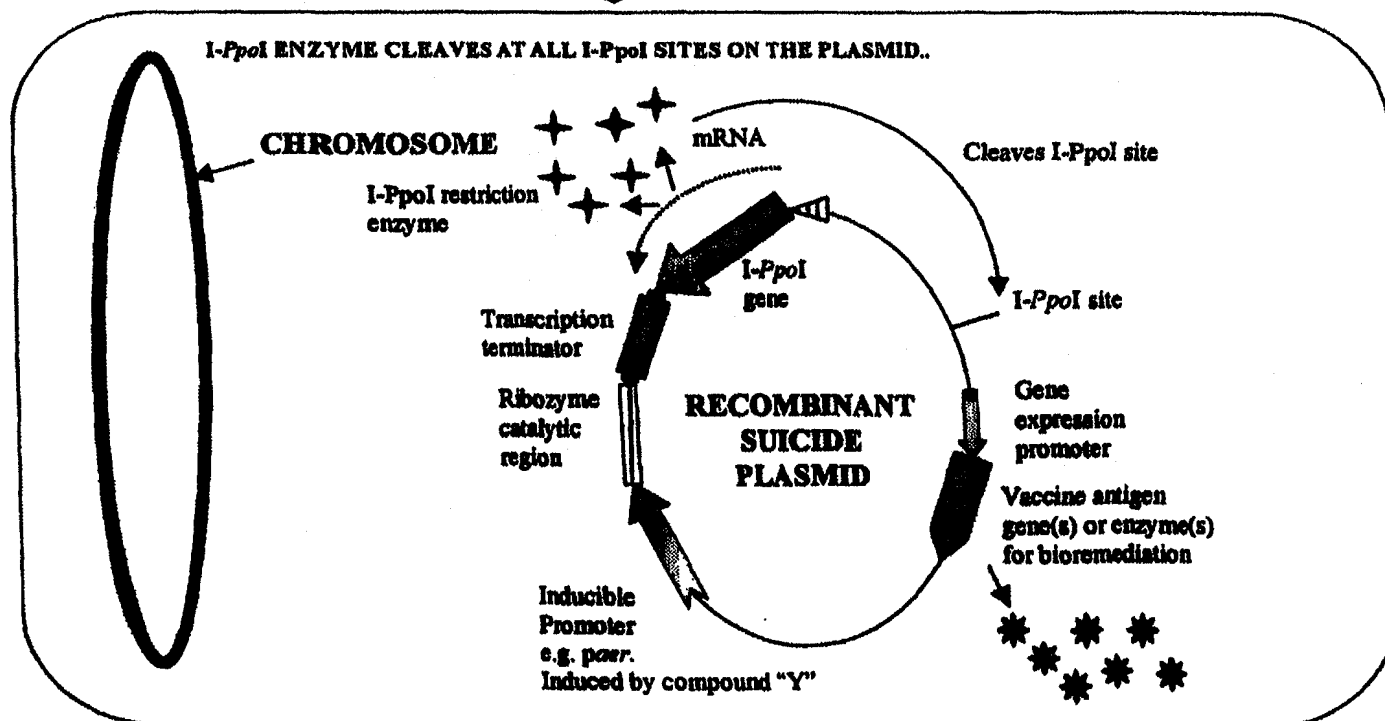 I-PpoI ENZYME CLEAVES AT ALL I-PpoI SITES ON THE PLASMID..
CHROMOSOME
mRNA
Cleaves I-PpoI site
I-PpoI restriction
enzyme
I-PpoI
gene
I-PpoI site
Transcription
terminator
Ribozyme
catalytic
region
RECOMBINANT
SUICIDE
PLASMID
Gene
expression
promoter
Vaccine antigen
gene(s) or enzyme(s)
for bioremediation
Inducible
Promoter
e.g. paer.
Induced by compound "Y"